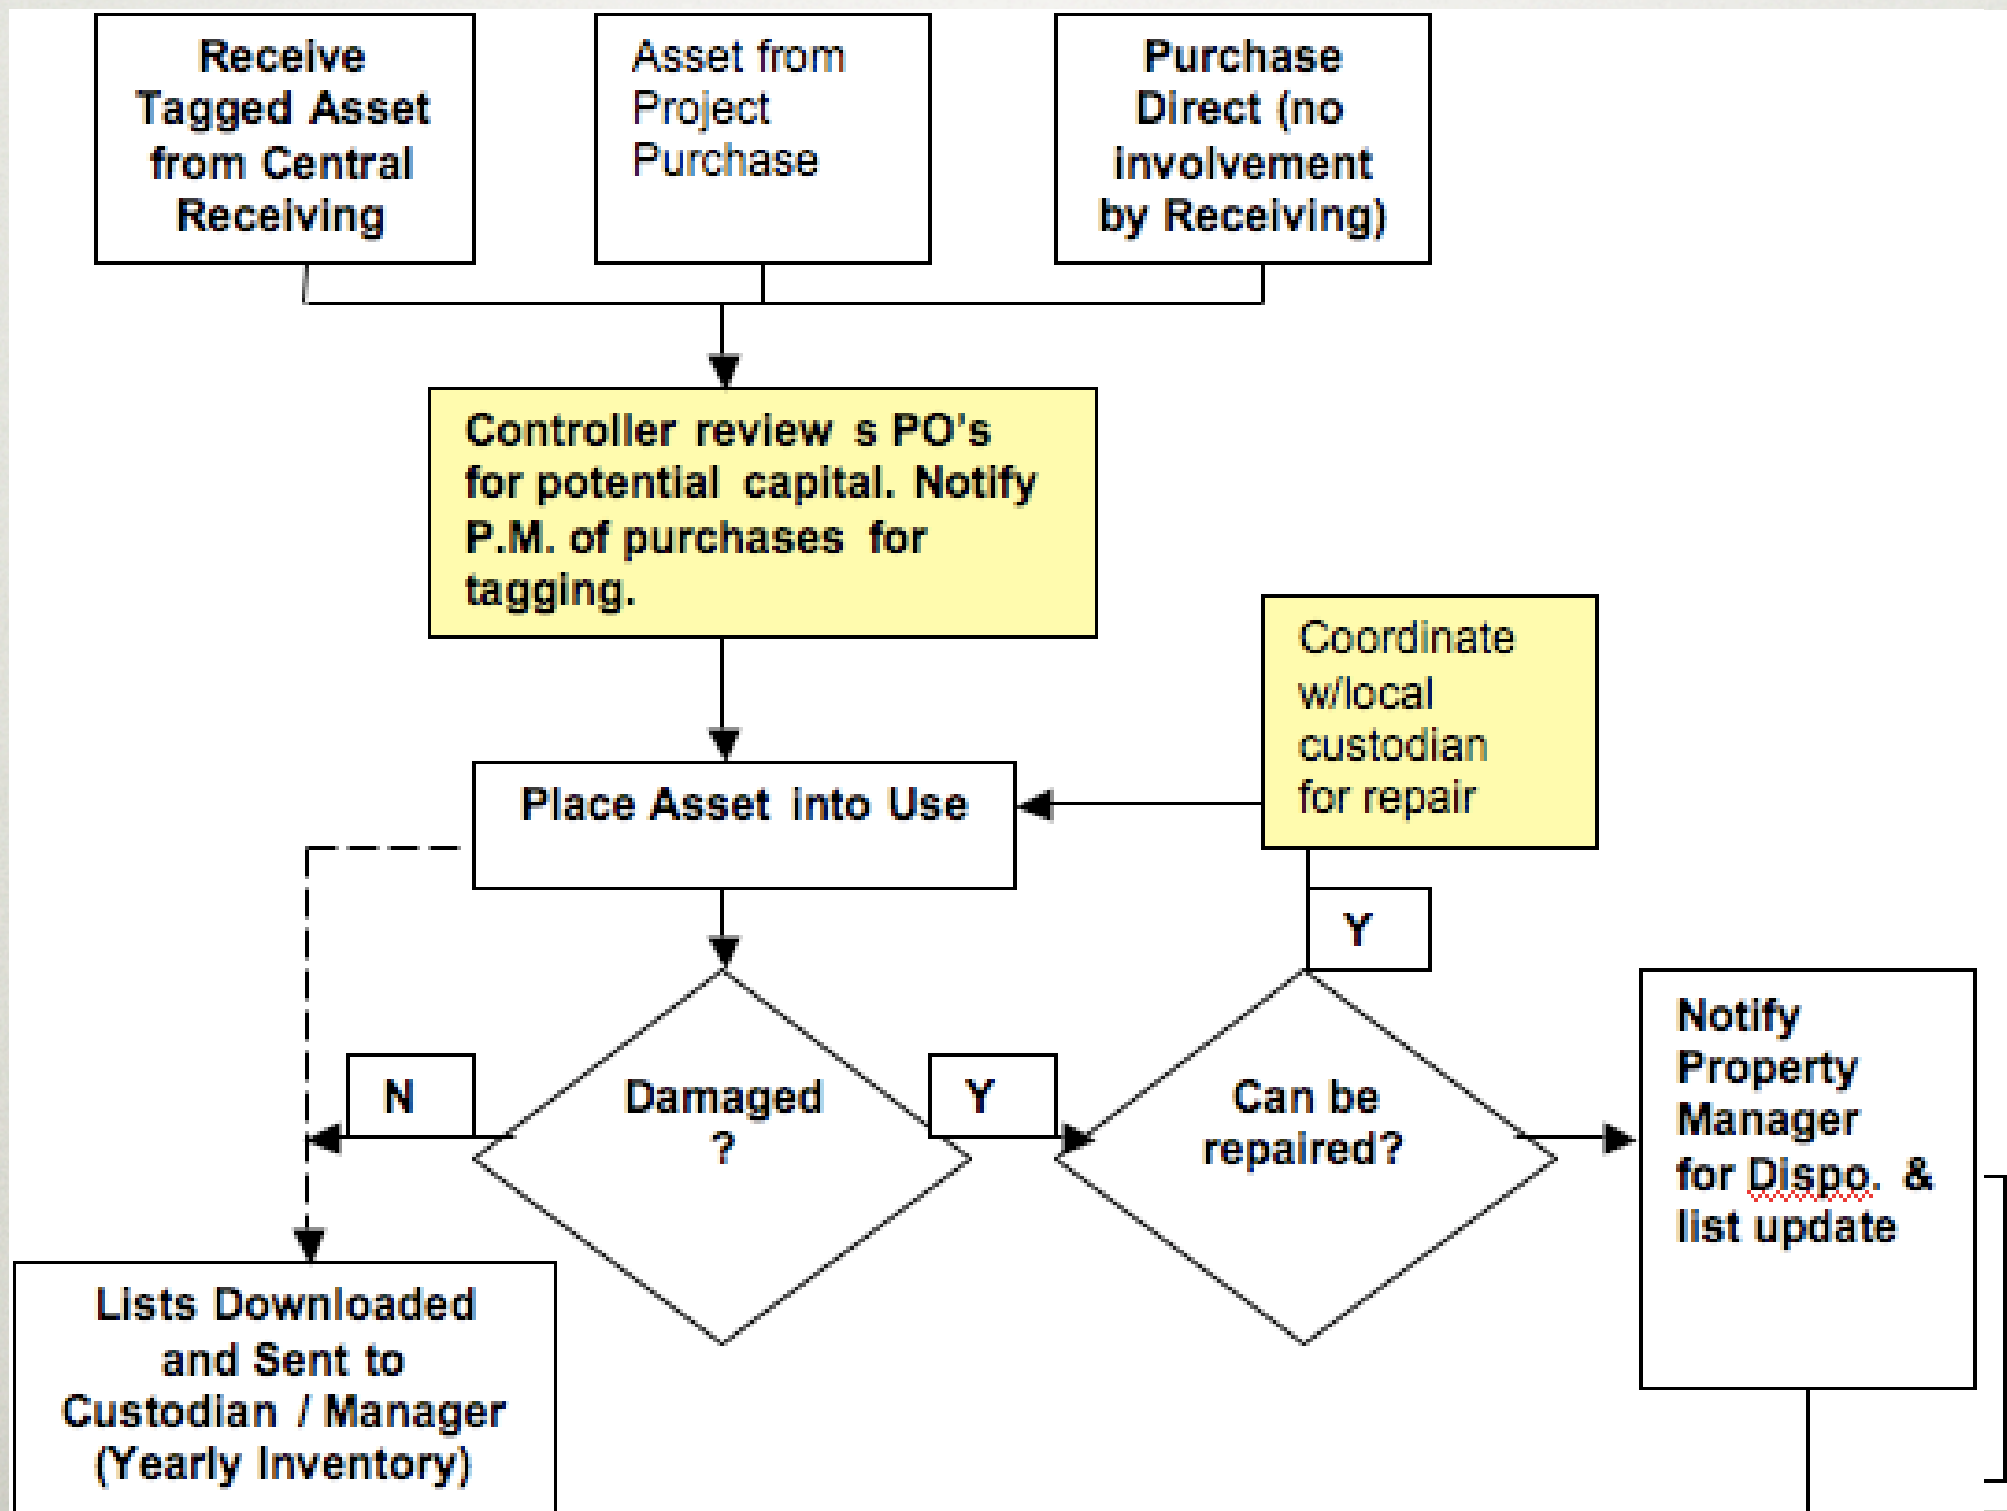 Receive
Tagged Asset
from Central
Receiving
Asset from
Project
Purchase
Purchase
Direct (no
involvement
by Receiving)
Controller review s PO's
for potential capital. Notify
P.M. of purchases for
tagging.
Coordinate
w/local
custodian
for repair
Place Asset into Use
Y
N
Damaged
?
Y
Can be
repaired?
Notify
Property
Manager
for Dispo. &
list update
Lists Downloaded
and Sent to
Custodian / Manager
(Yearly Inventory)